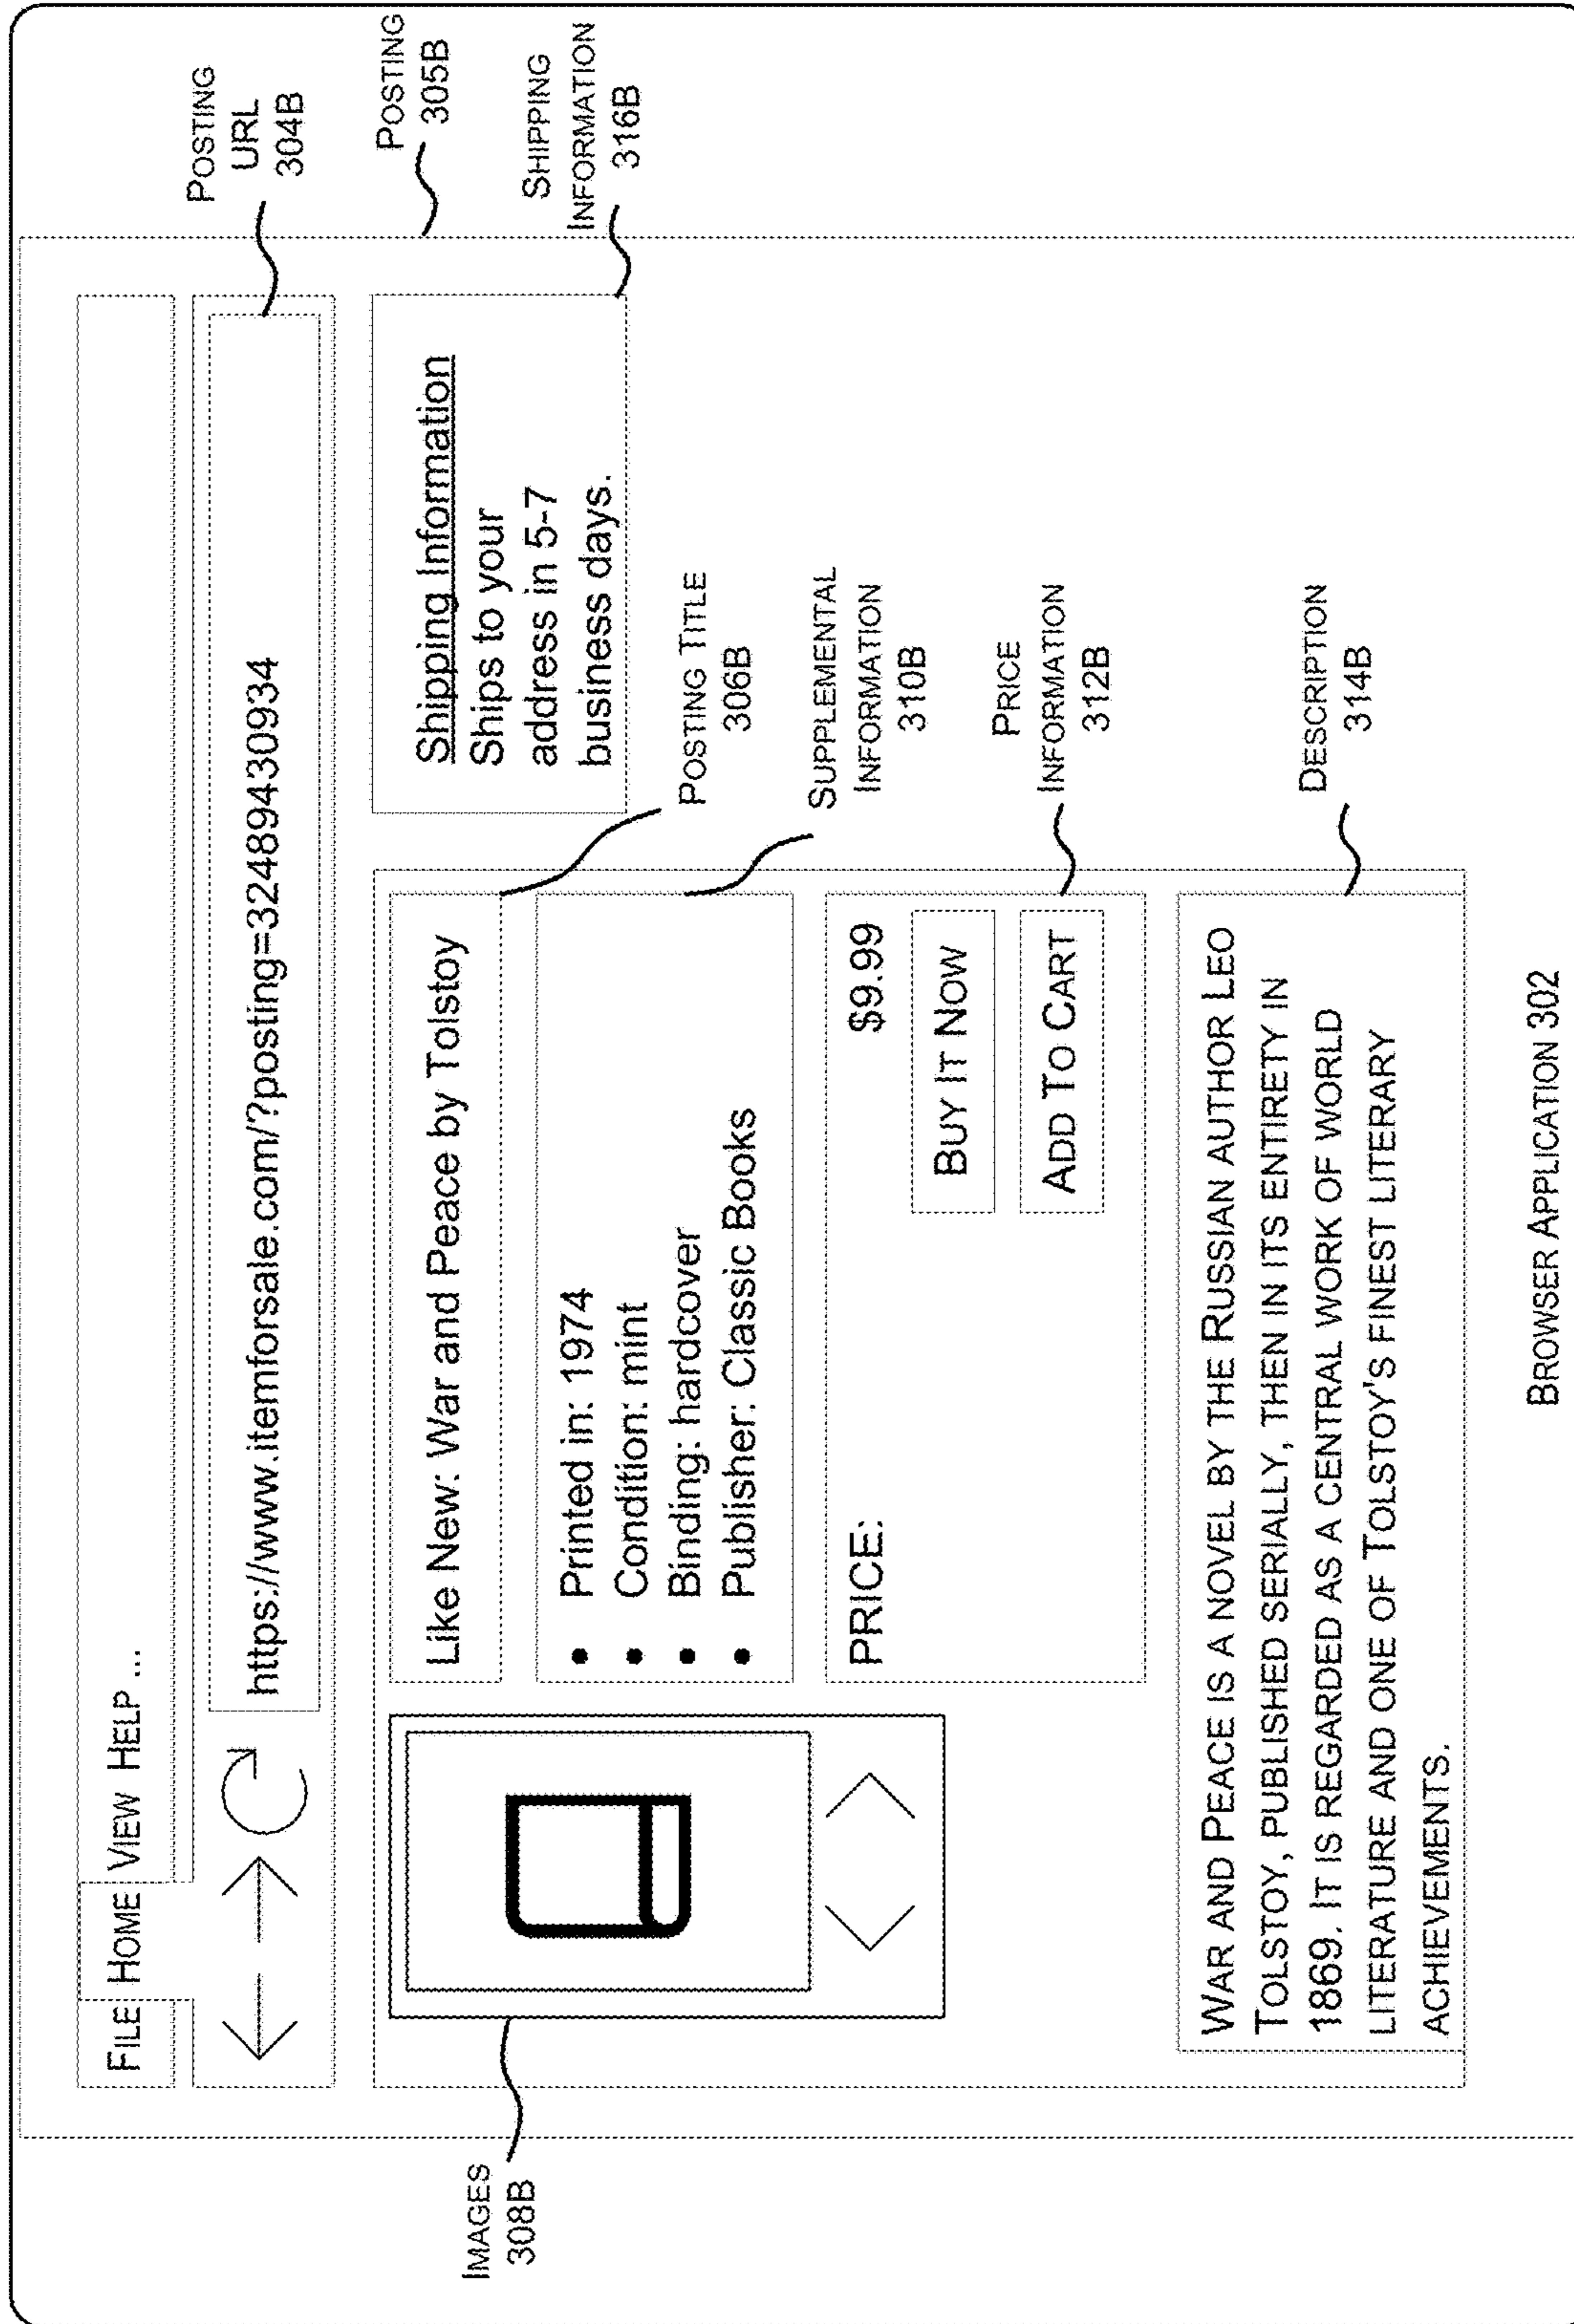 FILE HOME VIEW HELP ...
https://www.itemforsale.com/?posting=32489430934
POSTING
URL
304B
POSTING
305B
Shipping Information
Ships to your
address in 5-7
business days.
SHIPPING
INFORMATION
316B
IMAGES
308B
Like New: War and Peace by Tolstoy
POSTING TITLE
306B
• Printed in: 1974
• Condition: mint
• Binding: hardcover
• Publisher: Classic Books
SUPPLEMENTAL
INFORMATION
310B
PRICE: $9.99
BUY IT NOW
ADD TO CART
PRICE
INFORMATION
312B
WAR AND PEACE IS A NOVEL BY THE RUSSIAN AUTHOR LEO
TOLSTOY, PUBLISHED SERIALLY, THEN IN ITS ENTIRETY IN
1869. IT IS REGARDED AS A CENTRAL WORK OF WORLD
LITERATURE AND ONE OF TOLSTOY'S FINEST LITERARY
ACHIEVEMENTS.
DESCRIPTION
314B
BROWSER APPLICATION 302